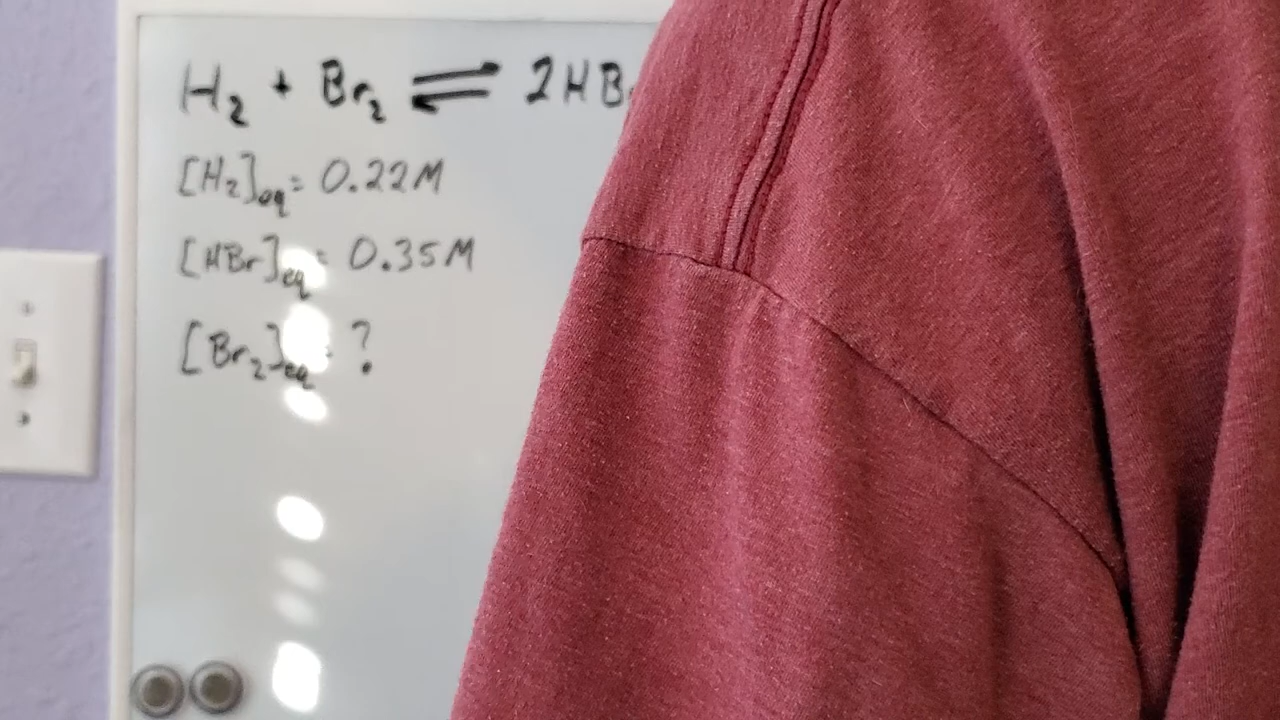 H₂ + Br₂ ⇌ 2HB
[H₂]eq = 0.22M
[HBr]eq = 0.35M
[Br₂]eq = ?